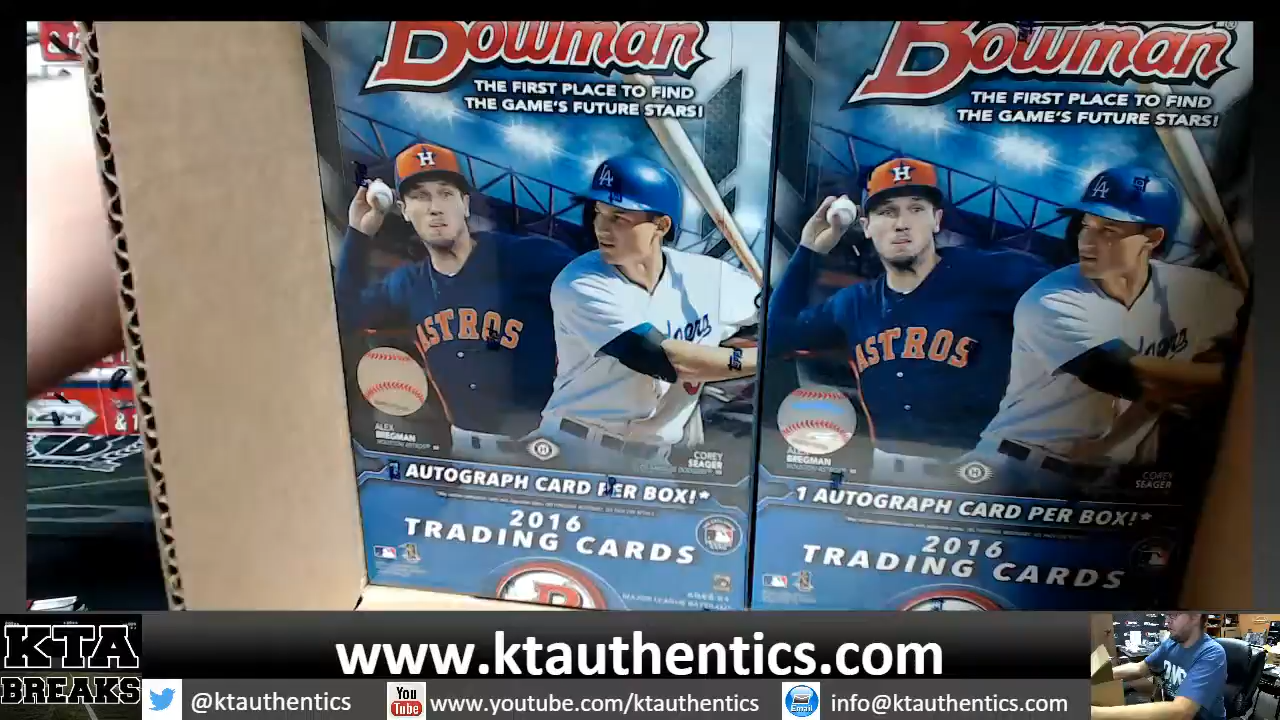 Bowman
THE FIRST PLACE TO FIND
THE GAME'S FUTURE STARS!
H
LA
ASTROS
ALEX
BREGMAN
COREY
SEAGER
AUTOGRAPH CARD PER BOX!*
2016
TRADING CARDS
Bowman
THE FIRST PLACE TO FIND
THE GAME'S FUTURE STARS!
H
LA
ASTROS
BREGMAN
COREY
SEAGER
1 AUTOGRAPH CARD PER BOX!*
2016
TRADING CARDS
KTA
BREAKS
www.ktauthentics.com
@ktauthentics
You
Tube
www.youtube.com/ktauthentics
Email
info@ktauthentics.com